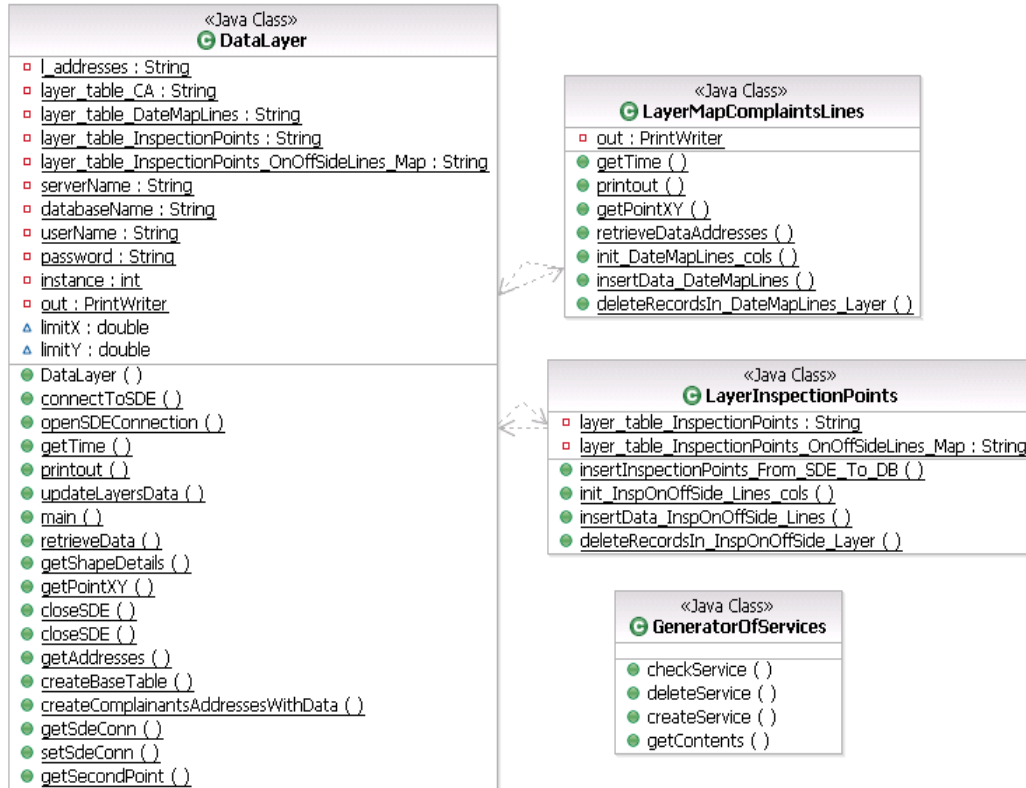 «Java Class»
DataLayer
l_addresses : String
layer_table_CA : String
layer_table_DateMapLines : String
layer_table_InspectionPoints : String
layer_table_InspectionPoints_OnOffSideLines_Map : String
serverName : String
databaseName : String
userName : String
password : String
instance : int
out : PrintWriter
limitX : double
limitY : double
DataLayer ( )
connectToSDE ( )
openSDEConnection ( )
getTime ( )
printout ( )
updateLayersData ( )
main ( )
retrieveData ( )
getShapeDetails ( )
getPointXY ( )
closeSDE ( )
closeSDE ( )
getAddresses ( )
createBaseTable ( )
createComplainantsAddressesWithData ( )
getSdeConn ( )
setSdeConn ( )
getSecondPoint ( )
«Java Class»
LayerMapComplaintsLines
out : PrintWriter
getTime ( )
printout ( )
getPointXY ( )
retrieveDataAddresses ( )
init_DateMapLines_cols ( )
insertData_DateMapLines ( )
deleteRecordsIn_DateMapLines_Layer ( )
«Java Class»
LayerInspectionPoints
layer_table_InspectionPoints : String
layer_table_InspectionPoints_OnOffSideLines_Map : String
insertInspectionPoints_From_SDE_To_DB ( )
init_InspOnOffSide_Lines_cols ( )
insertData_InspOnOffSide_Lines ( )
deleteRecordsIn_InspOnOffSide_Layer ( )
«Java Class»
GeneratorOfServices
checkService ( )
deleteService ( )
createService ( )
getContents ( )